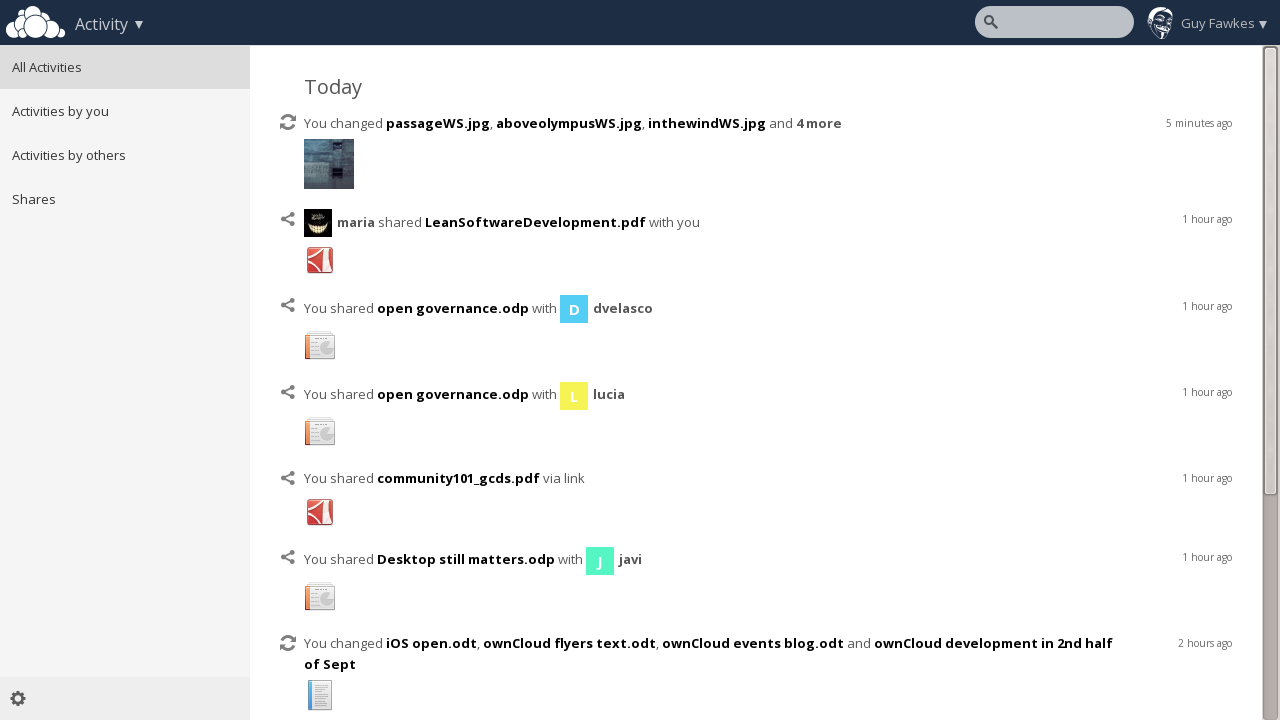 Activity ▼
Guy Fawkes ▼
All Activities
Activities by you
Activities by others
Shares
Today
You changed passageWS.jpg, aboveolympusWS.jpg, inthewindWS.jpg and 4 more
5 minutes ago
maria shared LeanSoftwareDevelopment.pdf with you
1 hour ago
You shared open governance.odp with D dvelasco
1 hour ago
You shared open governance.odp with L lucia
1 hour ago
You shared community101_gcds.pdf via link
1 hour ago
You shared Desktop still matters.odp with J javi
1 hour ago
You changed iOS open.odt, ownCloud flyers text.odt, ownCloud events blog.odt and ownCloud development in 2nd half
of Sept
2 hours ago